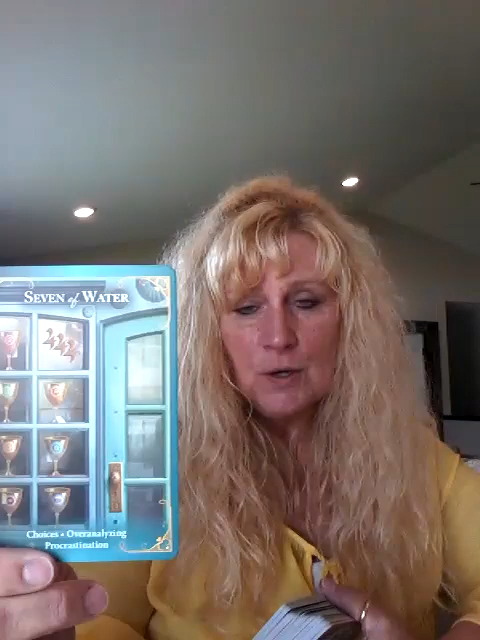 SEVEN of WATER
Choices • Overanalyzing
Procrastination